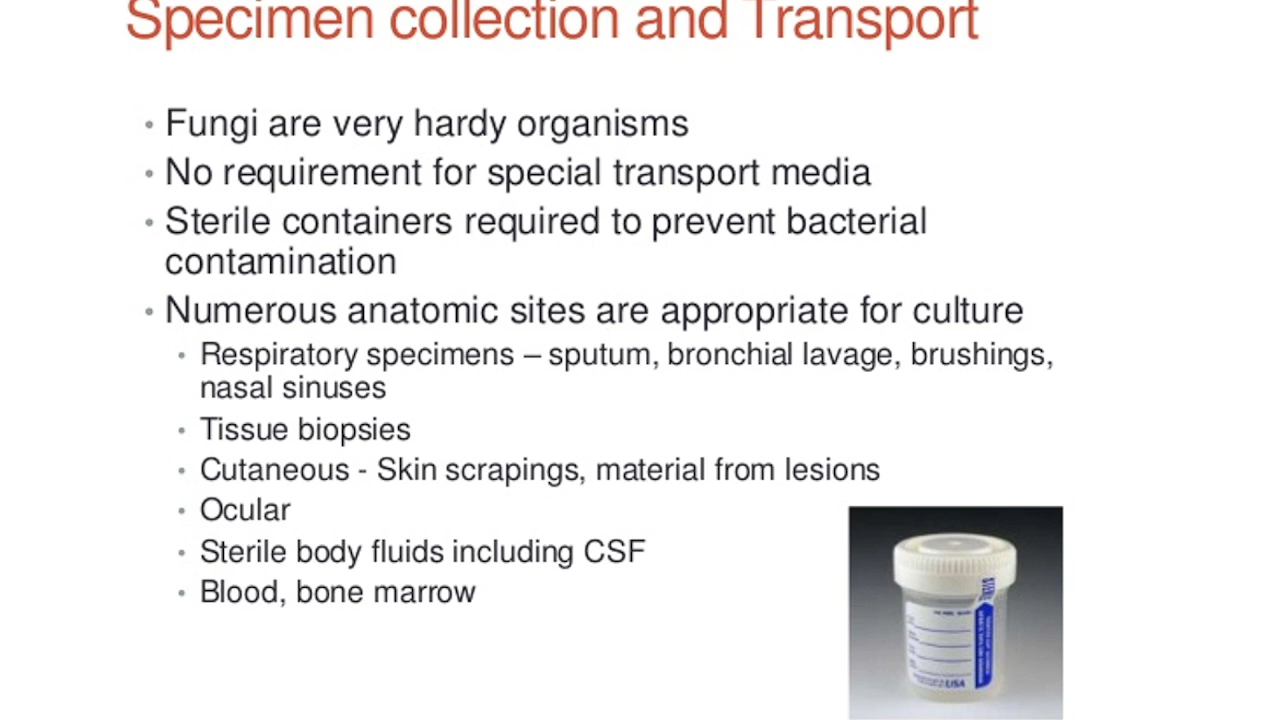 Specimen collection and Transport
• Fungi are very hardy organisms
• No requirement for special transport media
• Sterile containers required to prevent bacterial
contamination
• Numerous anatomic sites are appropriate for culture
• Respiratory specimens – sputum, bronchial lavage, brushings,
nasal sinuses
• Tissue biopsies
• Cutaneous - Skin scrapings, material from lesions
• Ocular
• Sterile body fluids including CSF
• Blood, bone marrow
USA